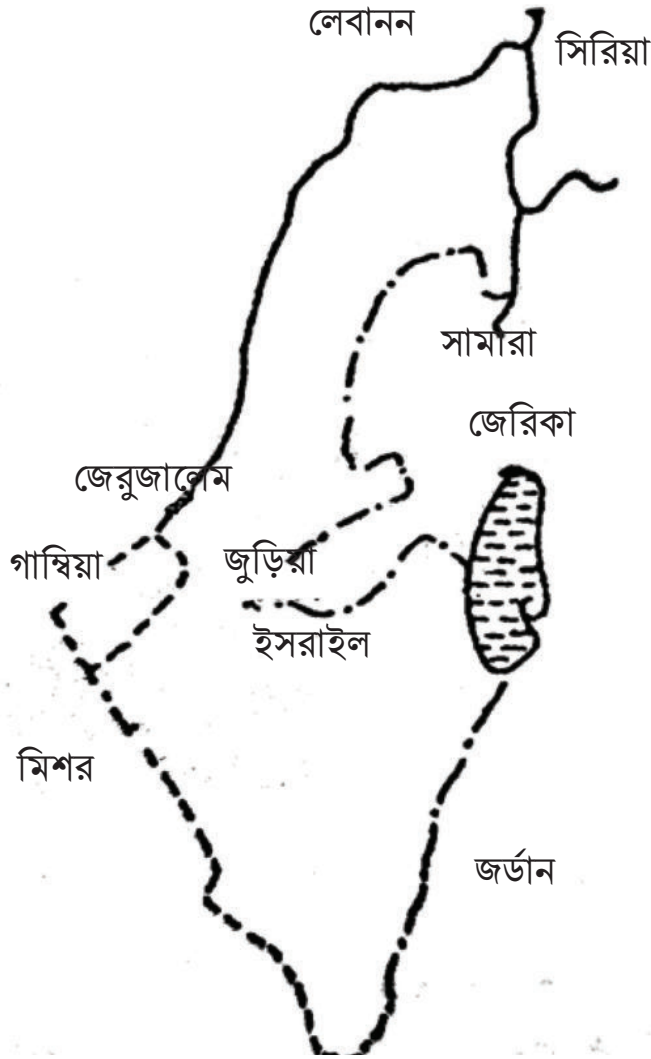 লেবানন
সিরিয়া
সামারা
জেরিকা
জেরুজালেম
গাম্বিয়া
জুড়িয়া
ইসরাইল
মিশর
জর্ডান